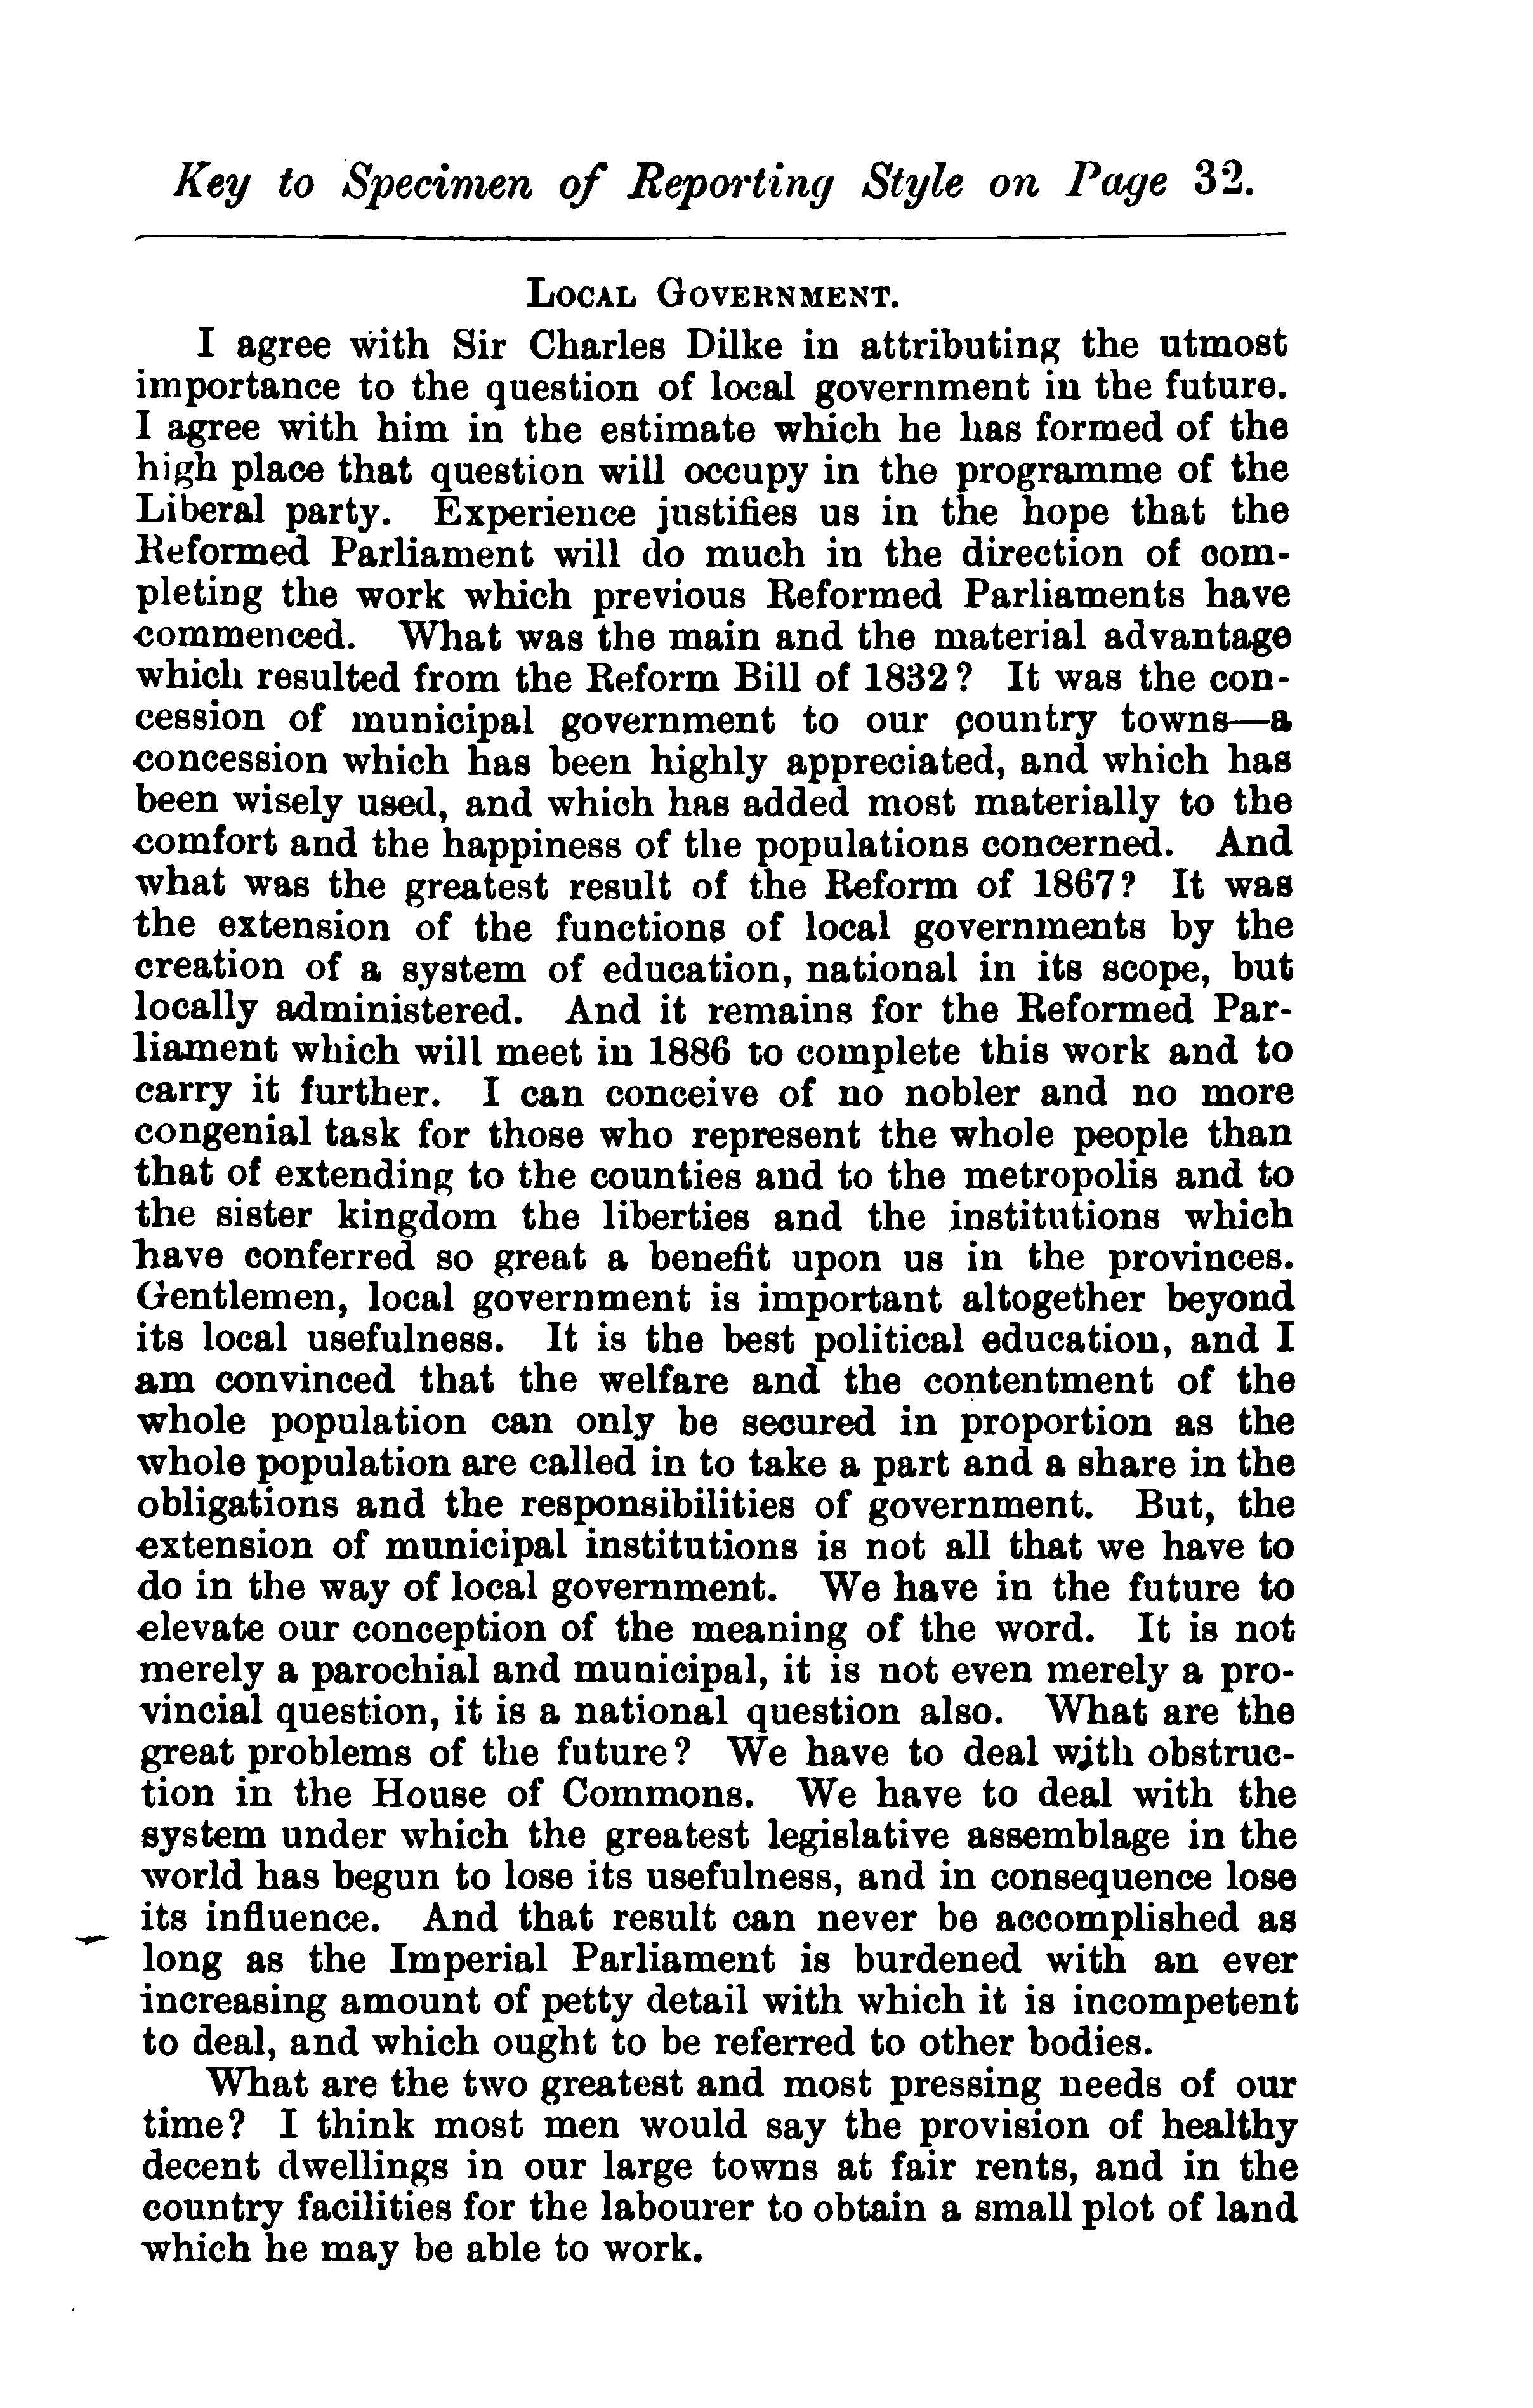 Key to Specimen of Reporting Style on Page 32.
LOCAL GOVERNMENT.
I agree with Sir Charles Dilke in attributing the utmost
importance to the question of local government in the future.
I agree with him in the estimate which he has formed of the
high place that question will occupy in the programme of the
Liberal party. Experience justifies us in the hope that the
Reformed Parliament will do much in the direction of com-
pleting the work which previous Reformed Parliaments have
commenced. What was the main and the material advantage
which resulted from the Reform Bill of 1832? It was the con-
cession of municipal government to our country towns—a
concession which has been highly appreciated, and which has
been wisely used, and which has added most materially to the
comfort and the happiness of the populations concerned. And
what was the greatest result of the Reform of 1867? It was
the extension of the functions of local governments by the
creation of a system of education, national in its scope, but
locally administered. And it remains for the Reformed Par-
liament which will meet in 1886 to complete this work and to
carry it further. I can conceive of no nobler and no more
congenial task for those who represent the whole people than
that of extending to the counties and to the metropolis and to
the sister kingdom the liberties and the institutions which
have conferred so great a benefit upon us in the provinces.
Gentlemen, local government is important altogether beyond
its local usefulness. It is the best political education, and I
am convinced that the welfare and the contentment of the
whole population can only be secured in proportion as the
whole population are called in to take a part and a share in the
obligations and the responsibilities of government. But, the
extension of municipal institutions is not all that we have to
do in the way of local government. We have in the future to
elevate our conception of the meaning of the word. It is not
merely a parochial and municipal, it is not even merely a pro-
vincial question, it is a national question also. What are the
great problems of the future? We have to deal with obstruc-
tion in the House of Commons. We have to deal with the
system under which the greatest legislative assemblage in the
world has begun to lose its usefulness, and in consequence lose
its influence. And that result can never be accomplished as
long as the Imperial Parliament is burdened with an ever
increasing amount of petty detail with which it is incompetent
to deal, and which ought to be referred to other bodies.
What are the two greatest and most pressing needs of our
time? I think most men would say the provision of healthy
decent dwellings in our large towns at fair rents, and in the
country facilities for the labourer to obtain a small plot of land
which he may be able to work.